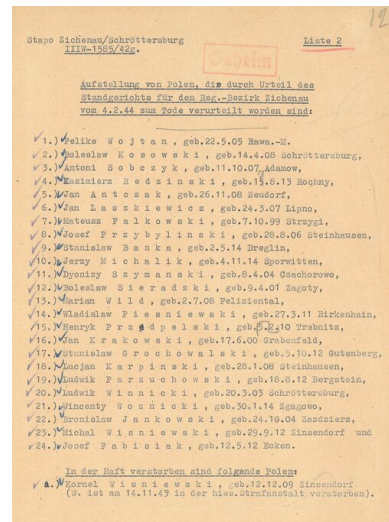 12
Stapo Zichenau/Schröttersburg
IIIW-1585/42g.
Liste 2
Geheim
Aufstellung von Polen, die durch Urteil des
Standgerichts für den Reg.-Bezirk Zichenau
vom 4.2.44 zum Tode verurteilt worden sind:
1.) Feliks Wojtan, geb.22.5.05 Rawa.-M.
2.) Boleslaw Kosowski, geb.14.4.08 Schröttersburg,
3.) Antoni Sobczyk, geb.11.10.07 Adamow,
4.) Kazimierz Redzinski, geb.15.8.13 Rochny,
5.) Jan Antczak, geb.26.11.08 Neudorf,
6.) Jan Laszkiewicz, geb.24.3.07 Lipno,
7.) Mateusz Falkowski, geb.7.10.99 Strzygi,
8.) Josef Przybylinski, geb.28.8.06 Steinhausen,
9.) Stanislaw Banka, geb.2.5.14 Dreglin,
10.) Jerzy Michalik, geb.4.11.14 Sporwitten,
11.) Dyonizy Szymanski, geb.8.4.04 Czachorowo,
12.) Boleslaw Sieradzki, geb.9.4.01 Zagoty,
13.) Marian Wild, geb.2.7.08 Feliziental,
14.) Wladislaw Piesniewski, geb.27.3.11 Birkenhain,
15.) Henryk Przedpelski, geb.5.2.10 Trebnitz,
16.) Jan Krakowski, geb.17.6.00 Grabenfeld,
17.) Stanislaw Grochowalski, geb.5.10.12 Gutenberg,
18.) Lucjan Karpinski, geb.28.1.08 Steinhausen,
19.) Ludwik Parzuchowski, geb.18.8.12 Bergstein,
20.) Ludwik Winnicki, geb.20.3.03 Schröttersburg,
21.) Wincenty Woznicki, geb.30.1.14 Zgagowo,
22.) Bronislaw Jankowski, geb.24.10.04 Zazdzierz,
23.) Michal Wisniewski, geb.29.9.12 Zinsendorf und
24.) Josef Fabisiak, geb.12.5.12 Ecken.
In der Haft verstorben sind folgende Polen:
a.) Kornel Wisniewski, geb.12.12.09 Zinsendorf
(W. ist am 14.11.43 in der hies.Strafanstalt verstorben).